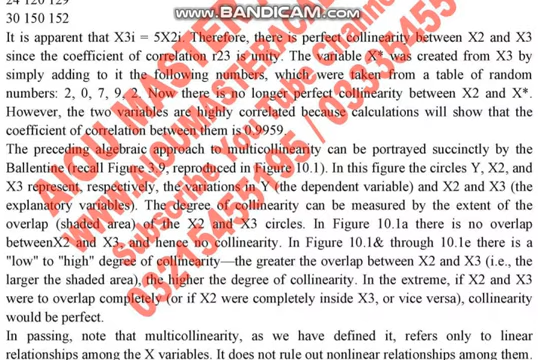 www.BANDICAM.com
24 120 129
30 150 152
It is apparent that X3i = 5X2i. Therefore, there is perfect collinearity between X2 and X3
since the coefficient of correlation r23 is unity. The variable X* was created from X3 by
simply adding to it the following numbers, which were taken from a table of random
numbers: 2, 0, 7, 9, 2. Now there is no longer perfect collinearity between X2 and X*.
However, the two variables are highly correlated because calculations will show that the
coefficient of correlation between them is 0.9959.
The preceding algebraic approach to multicollinearity can be portrayed succinctly by the
Ballentine (recall Figure 3.9, reproduced in Figure 10.1). In this figure the circles Y, X2, and
X3 represent, respectively, the variations in Y (the dependent variable) and X2 and X3 (the
explanatory variables). The degree of collinearity can be measured by the extent of the
overlap (shaded area) of the X2 and X3 circles. In Figure 10.1a there is no overlap
betweenX2 and X3, and hence no collinearity. In Figure 10.1& through 10.1e there is a
"low" to "high" degree of collinearity—the greater the overlap between X2 and X3 (i.e., the
larger the shaded area), the higher the degree of collinearity. In the extreme, if X2 and X3
were to overlap completely (or if X2 were completely inside X3, or vice versa), collinearity
would be perfect.
In passing, note that multicollinearity, as we have defined it, refers only to linear
relationships among the X variables. It does not rule out nonlinear relationships among them.
Subscribe You Tube Channel